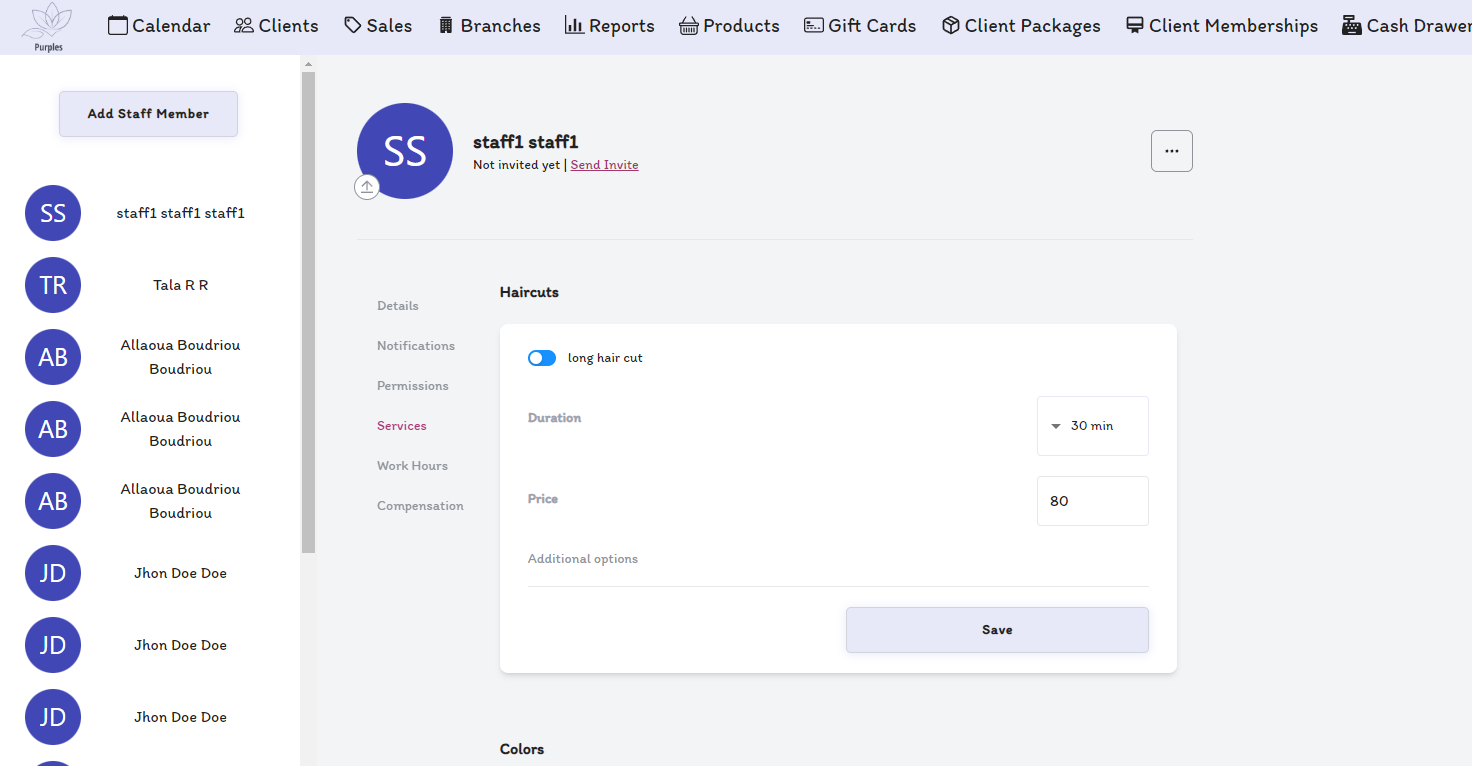 Purples
Calendar
Clients
Sales
Branches
Reports
Products
Gift Cards
Client Packages
Client Memberships
Cash Drawer
Add Staff Member
SS
staff1 staff1 staff1
TR
Tala R R
AB
Allaoua Boudriou
Boudriou
AB
Allaoua Boudriou
Boudriou
AB
Allaoua Boudriou
Boudriou
JD
Jhon Doe Doe
JD
Jhon Doe Doe
JD
Jhon Doe Doe
SS
staff1 staff1
Not invited yet | Send Invite
...
Details
Notifications
Permissions
Services
Work Hours
Compensation
Haircuts
long hair cut
Duration
30 min
Price
80
Additional options
Save
Colors